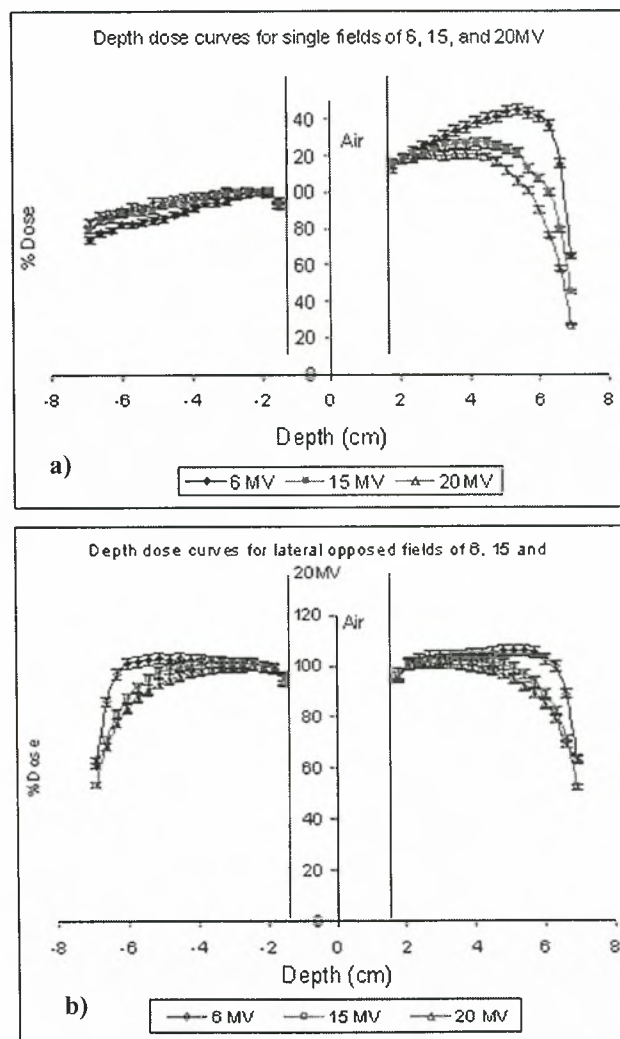 Depth dose curves for single fields of 6, 15, and 20MV
Air
40
20
00
80
60
40
20
0
% Dose
-8 -6 -4 -2 0 2 4 6 8
Depth (cm)
a)
6 MV 15 MV 20 MV
Depth dose curves for lateral opposed fields of 6, 15 and
20MV
120
Air
100
80
60
40
20
0
%Dose
-8 -6 -4 -2 0 2 4 6 8
Depth (cm)
b)
6 MV 15 MV 20 MV